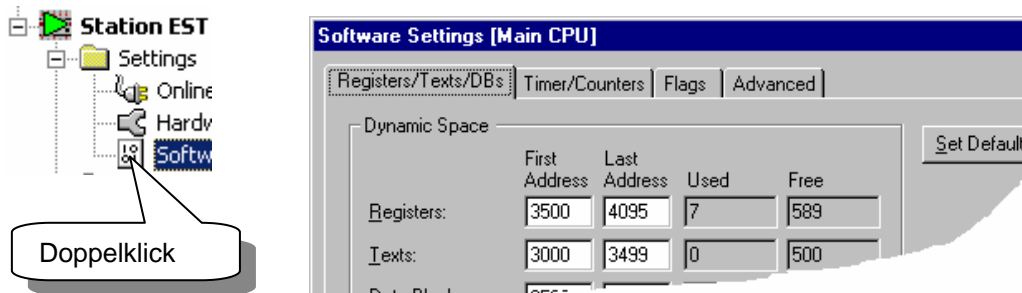 Station EST
Settings
Online
Hardw
Softw
Doppelklick
Software Settings [Main CPU]
Registers/Texts/DBs Timer/Counters Flags Advanced
Dynamic Space
Set Default
First Last
Address Address Used Free
Registers: 3500 4095 7 589
Texts: 3000 3499 0 500